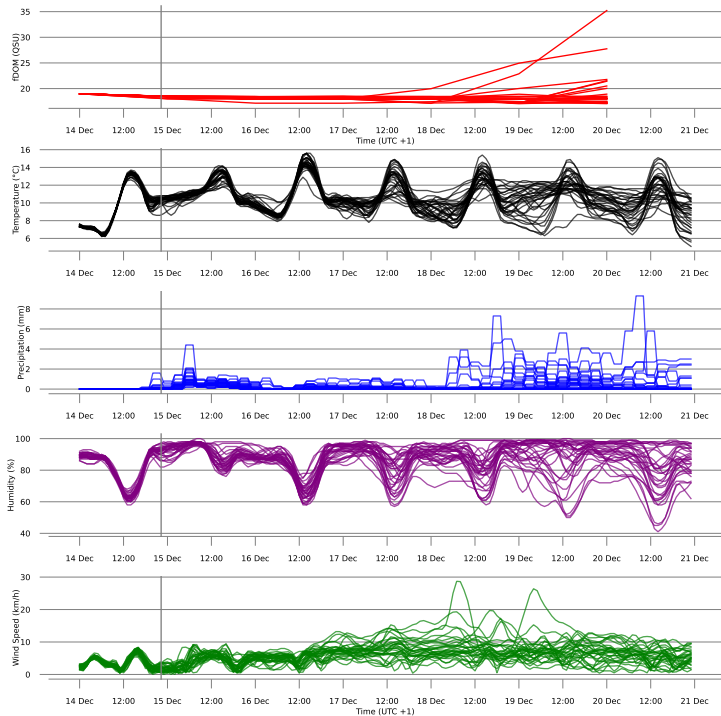 35
30
25
20
fDOM (QSU)
14 Dec 12:00 15 Dec 12:00 16 Dec 12:00 17 Dec 12:00 18 Dec 12:00 19 Dec 12:00 20 Dec 12:00 21 Dec
Time (UTC +1)
16
14
12
10
8
6
Temperature (°C)
14 Dec 12:00 15 Dec 12:00 16 Dec 12:00 17 Dec 12:00 18 Dec 12:00 19 Dec 12:00 20 Dec 12:00 21 Dec
8
6
4
2
0
Precipitation (mm)
14 Dec 12:00 15 Dec 12:00 16 Dec 12:00 17 Dec 12:00 18 Dec 12:00 19 Dec 12:00 20 Dec 12:00 21 Dec
100
80
60
40
Humidity (%)
14 Dec 12:00 15 Dec 12:00 16 Dec 12:00 17 Dec 12:00 18 Dec 12:00 19 Dec 12:00 20 Dec 12:00 21 Dec
30
20
10
0
Wind Speed (km/h)
14 Dec 12:00 15 Dec 12:00 16 Dec 12:00 17 Dec 12:00 18 Dec 12:00 19 Dec 12:00 20 Dec 12:00 21 Dec
Time (UTC +1)